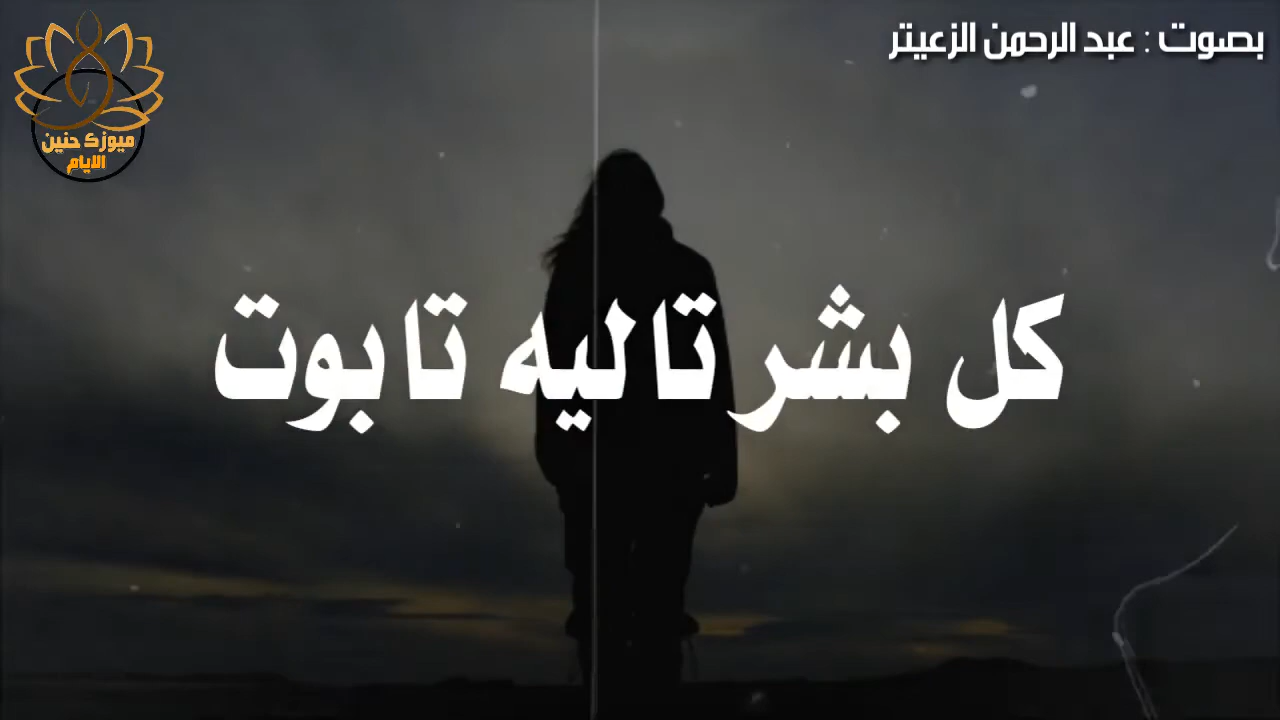 بصوت : عبد الرحمن الزعيتر
ميوزك حنين
الايام
كل بشر تاليه تابوت